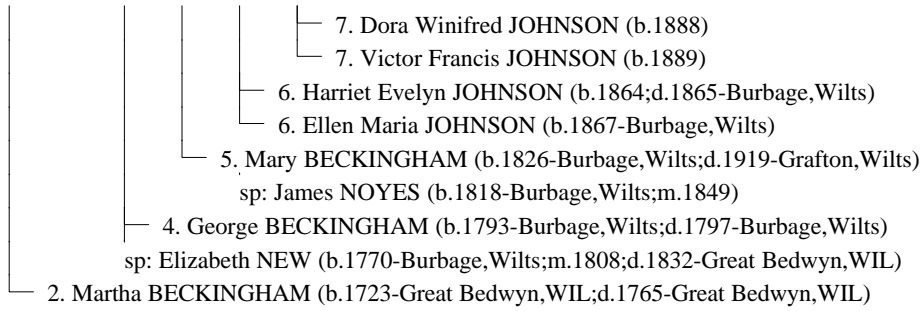 7. Dora Winifred JOHNSON (b.1888)
7. Victor Francis JOHNSON (b.1889)
6. Harriet Evelyn JOHNSON (b.1864;d.1865-Burbage,Wilts)
6. Ellen Maria JOHNSON (b.1867-Burbage,Wilts)
5. Mary BECKINGHAM (b.1826-Burbage,Wilts;d.1919-Grafton,Wilts)
sp: James NOYES (b.1818-Burbage,Wilts;m.1849)
4. George BECKINGHAM (b.1793-Burbage,Wilts;d.1797-Burbage,Wilts)
sp: Elizabeth NEW (b.1770-Burbage,Wilts;m.1808;d.1832-Great Bedwyn,WIL)
2. Martha BECKINGHAM (b.1723-Great Bedwyn,WIL;d.1765-Great Bedwyn,WIL)